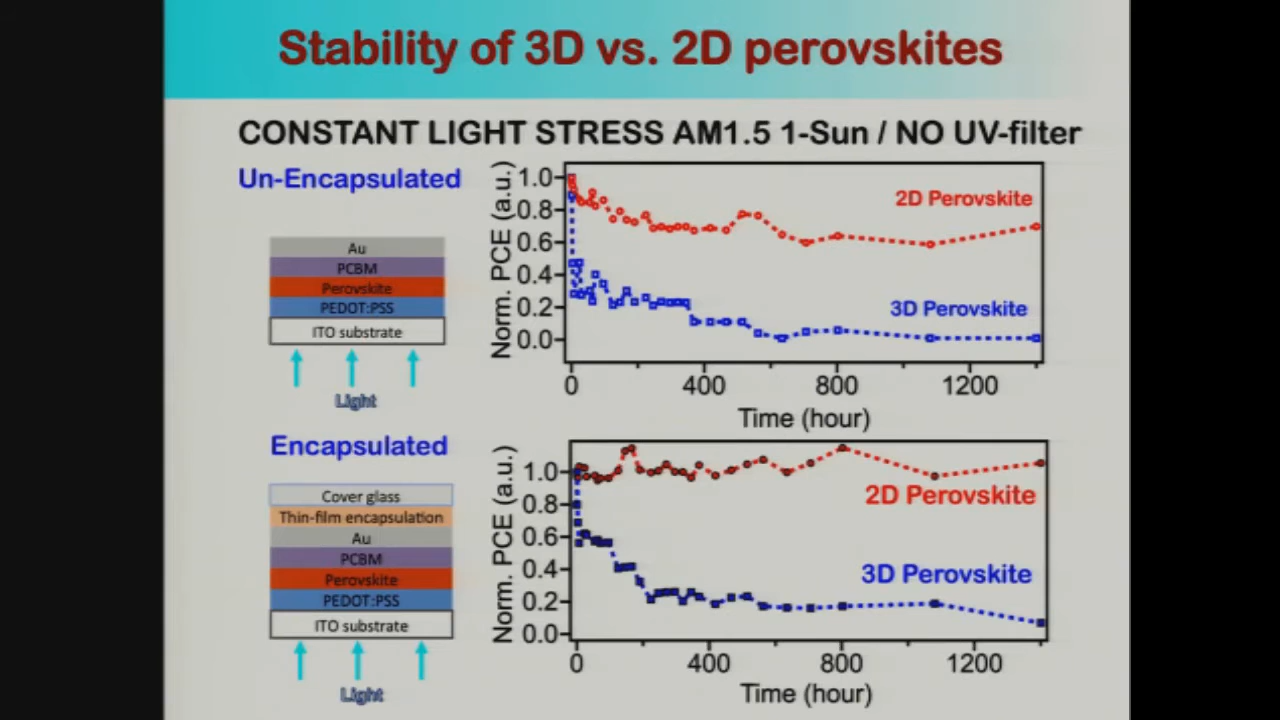 Stability of 3D vs. 2D perovskites
CONSTANT LIGHT STRESS AM1.5 1-Sun / NO UV-filter
Un-Encapsulated
Au
PCBM
Perovskite
PEDOT:PSS
ITO substrate
Light
Norm. PCE (a.u.)
1.0
0.8
0.6
0.4
0.2
0.0
2D Perovskite
3D Perovskite
0 400 800 1200
Time (hour)
Encapsulated
Cover glass
Thin-film encapsulation
Au
PCBM
Perovskite
PEDOT:PSS
ITO substrate
Light
Norm. PCE (a.u.)
1.0
0.8
0.6
0.4
0.2
0.0
2D Perovskite
3D Perovskite
0 400 800 1200
Time (hour)